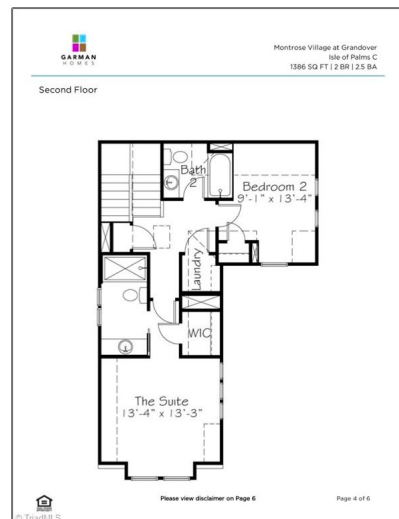 GARMAN
HOMES
Montrose Village at Grandover
Isle of Palms C
1386 SQ FT | 2 BR | 2.5 BA
Second Floor
Bath
2
Bedroom 2
9'-1" x 13'-4"
Laundry
WIC
The Suite
13'-4" x 13'-3"
Please view disclaimer on Page 6
Page 4 of 6
© TriadMLS